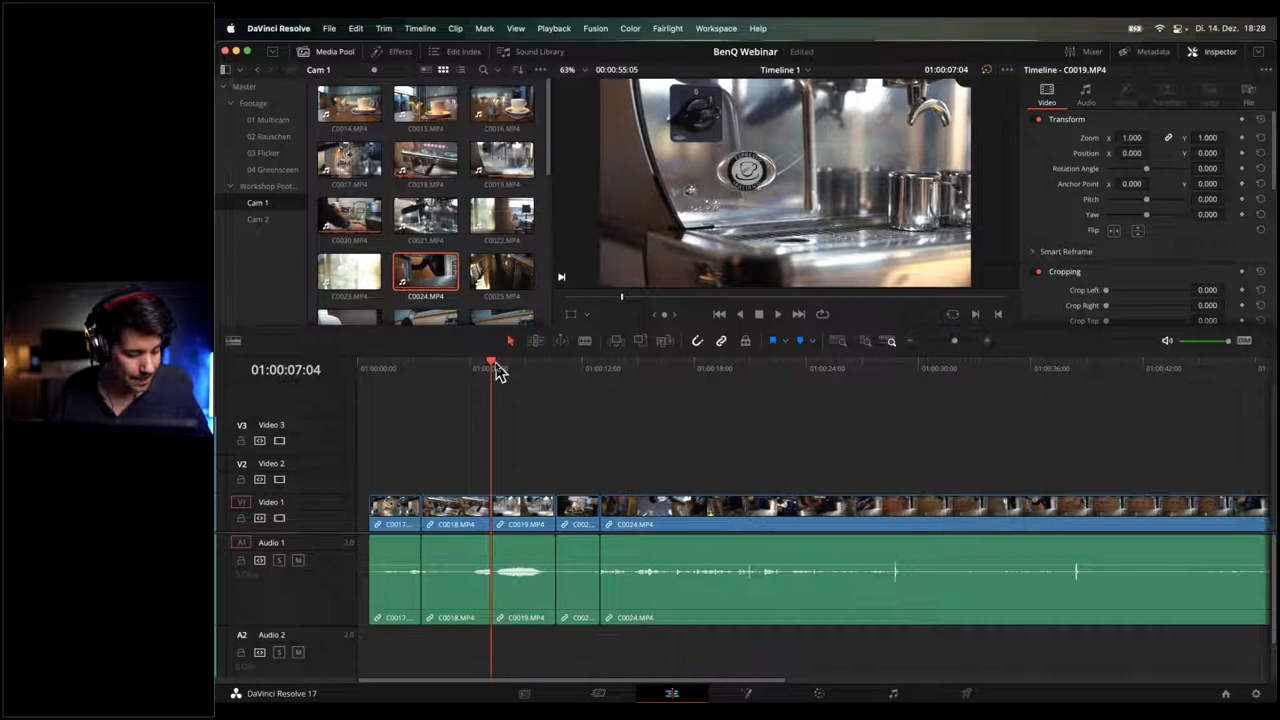 DaVinci Resolve File Edit Trim Timeline Clip Mark View Playback Fusion Color Fairlight Workspace Help Di. 14. Dez. 18:28
Media Pool Effects Edit Index Sound Library BenQ Webinar Edited Mixer Metadata Inspector
Cam 1 63% 00:00:55:05 Timeline 1 01:00:07:04 Timeline - C0019.MP4
Master
Footage
01 Multicam
02 Rauschen
03 Flicker
04 Greenscreen
Workshop Foot...
Cam 1
Cam 2
C0014.MP4 C0015.MP4 C0016.MP4
C0017.MP4 C0018.MP4 C0019.MP4
C0020.MP4 C0021.MP4 C0022.MP4
C0023.MP4 C0024.MP4 C0025.MP4
Video Audio File
Transform
Zoom X 1.000 Y 1.000
Position X 0.000 Y 0.000
Rotation Angle 0.000
Anchor Point X 0.000 Y 0.000
Pitch 0.000
Yaw 0.000
Flip
Smart Reframe
Cropping
Crop Left 0.000
Crop Right 0.000
Crop Top 0.000
DIM
01:00:07:04
01:00:00:00 01:00:12:00 01:00:18:00 01:00:24:00 01:00:30:00 01:00:36:00 01:00:42:00
V3 Video 3
V2 Video 2
V1 Video 1
C0017... C0018.MP4 C0019.MP4 C002... C0024.MP4
A1 Audio 1 2.0
S M
C0017... C0018.MP4 C0019.MP4 C002... C0024.MP4
A2 Audio 2 2.0
S M
DaVinci Resolve 17